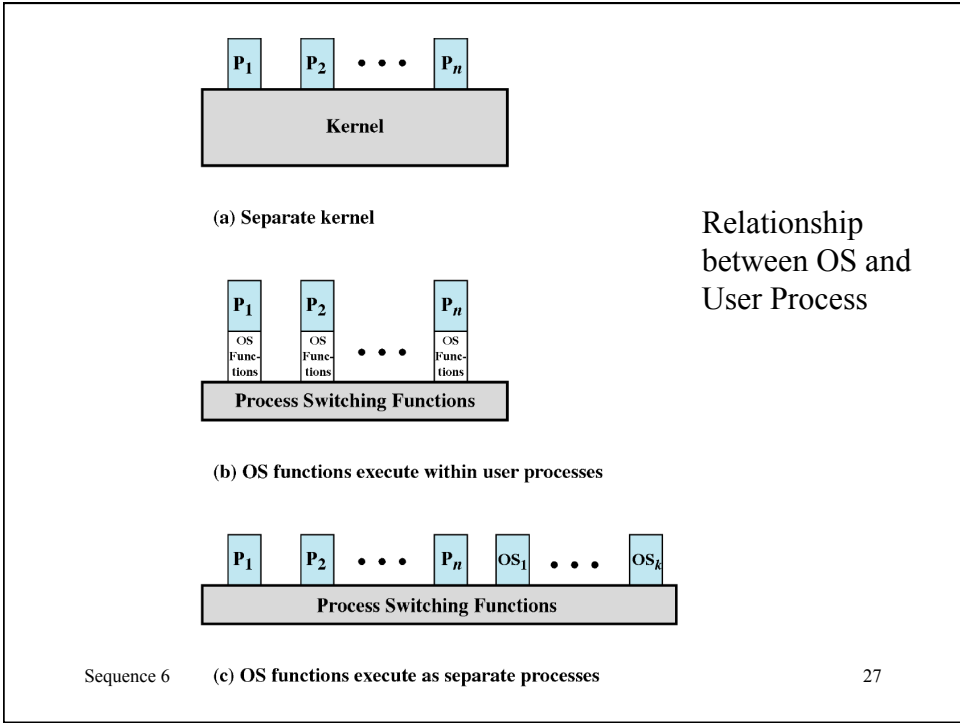 P1 P2 • • • Pn
Kernel
(a) Separate kernel
Relationship
between OS and
User Process
P1 P2 Pn
OS OS OS
Func- Func- • • • Func-
tions tions tions
Process Switching Functions
(b) OS functions execute within user processes
P1 P2 • • • Pn OS1 • • • OSk
Process Switching Functions
Sequence 6 (c) OS functions execute as separate processes 27